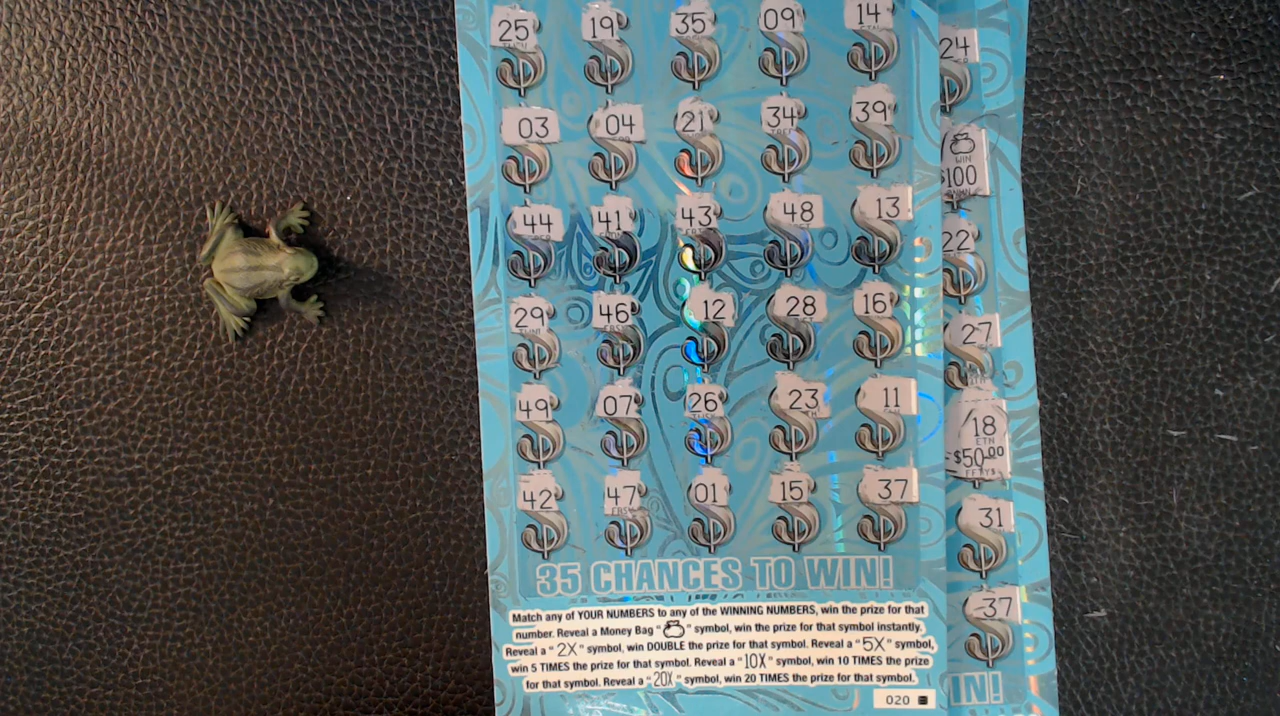 25 19 35 09 14
24
03 04 21 34 39
WIN
$100
44 41 43 48 13
22
29 46 12 28 16
27
49 07 26 23 11
18
ETN
$50.00
FFTYS
42 47 01 15 37
31
37
35 CHANCES TO WIN!
IN!
Match any of YOUR NUMBERS to any of the WINNING NUMBERS, win the prize for that
number. Reveal a Money Bag " " symbol, win the prize for that symbol instantly.
Reveal a "2X" symbol, win DOUBLE the prize for that symbol. Reveal a "5X" symbol,
win 5 TIMES the prize for that symbol. Reveal a "10X" symbol, win 10 TIMES the prize
for that symbol. Reveal a "20X" symbol, win 20 TIMES the prize for that symbol.
020